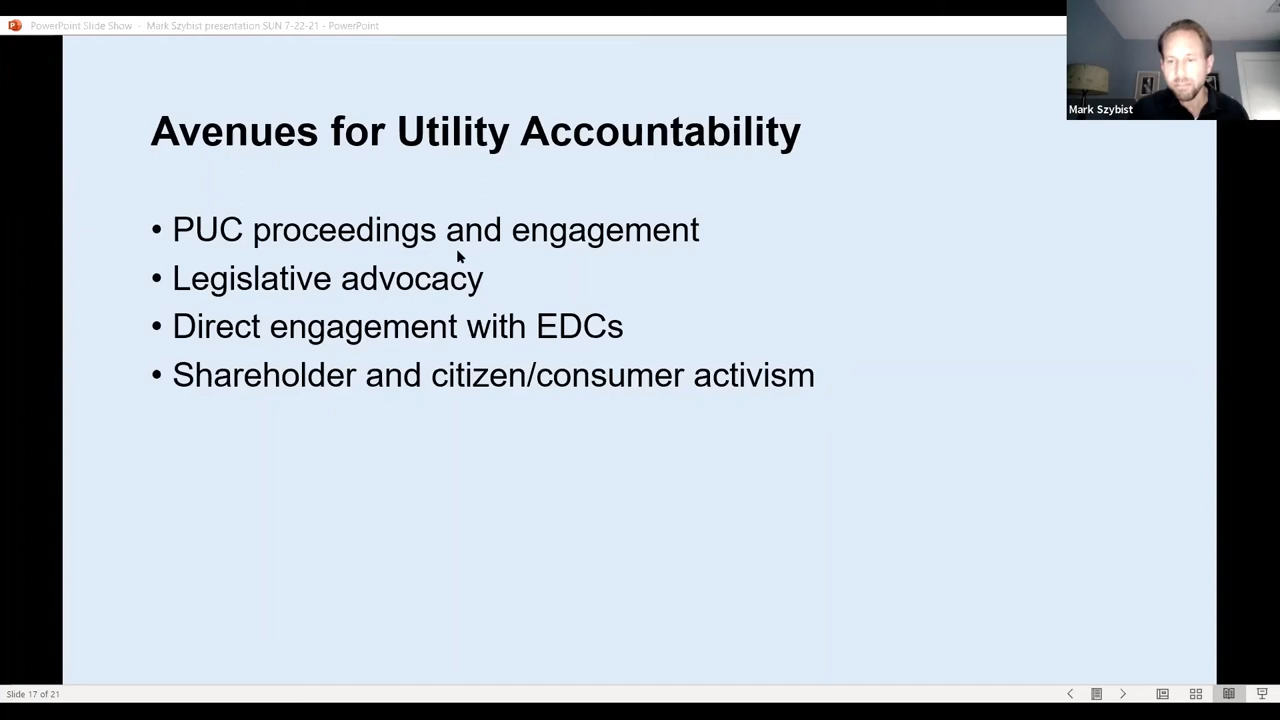 PowerPoint Slide Show - Mark Szybist presentation SUN 7-22-21 - PowerPoint
Mark Szybist
Avenues for Utility Accountability
• PUC proceedings and engagement
• Legislative advocacy
• Direct engagement with EDCs
• Shareholder and citizen/consumer activism
Slide 17 of 21